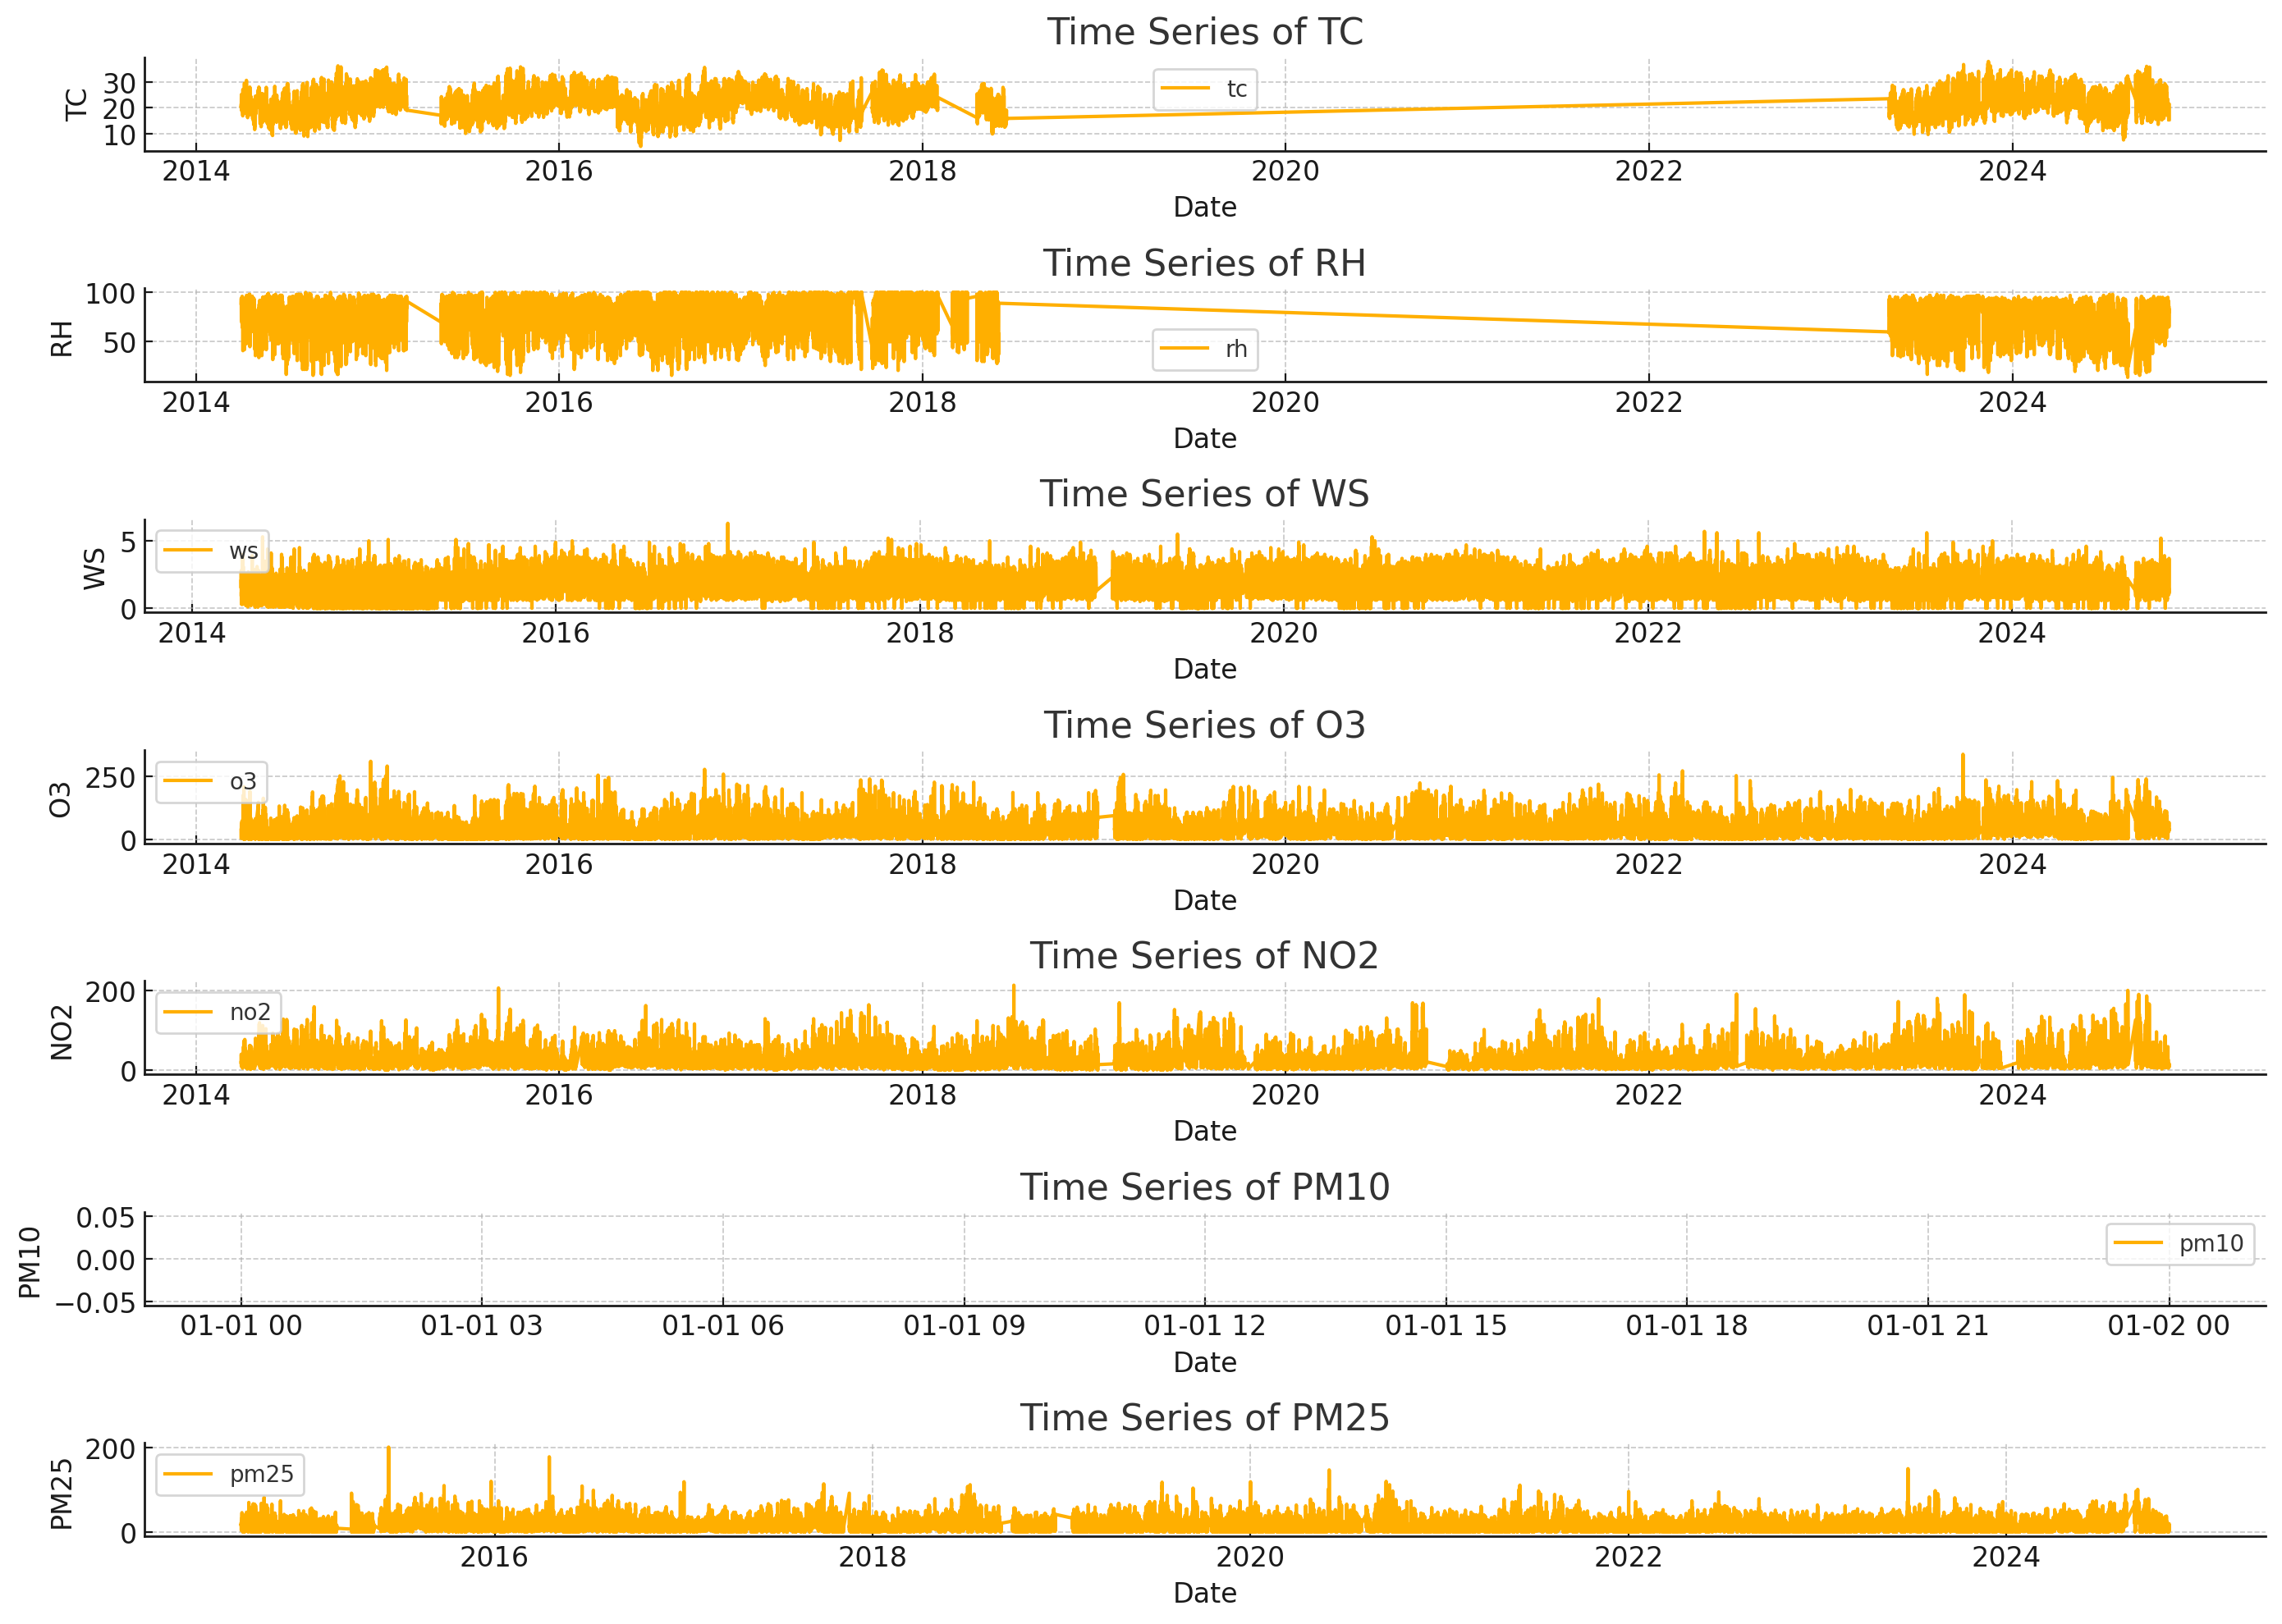 Time Series of TC
TC
30
20
10
tc
2014 2016 2018 2020 2022 2024
Date
Time Series of RH
RH
100
50
rh
2014 2016 2018 2020 2022 2024
Date
Time Series of WS
WS
5
0
ws
2014 2016 2018 2020 2022 2024
Date
Time Series of O3
O3
250
0
o3
2014 2016 2018 2020 2022 2024
Date
Time Series of NO2
NO2
200
0
no2
2014 2016 2018 2020 2022 2024
Date
Time Series of PM10
PM10
0.05
0.00
−0.05
pm10
01-01 00 01-01 03 01-01 06 01-01 09 01-01 12 01-01 15 01-01 18 01-01 21 01-02 00
Date
Time Series of PM25
PM25
200
0
pm25
2016 2018 2020 2022 2024
Date